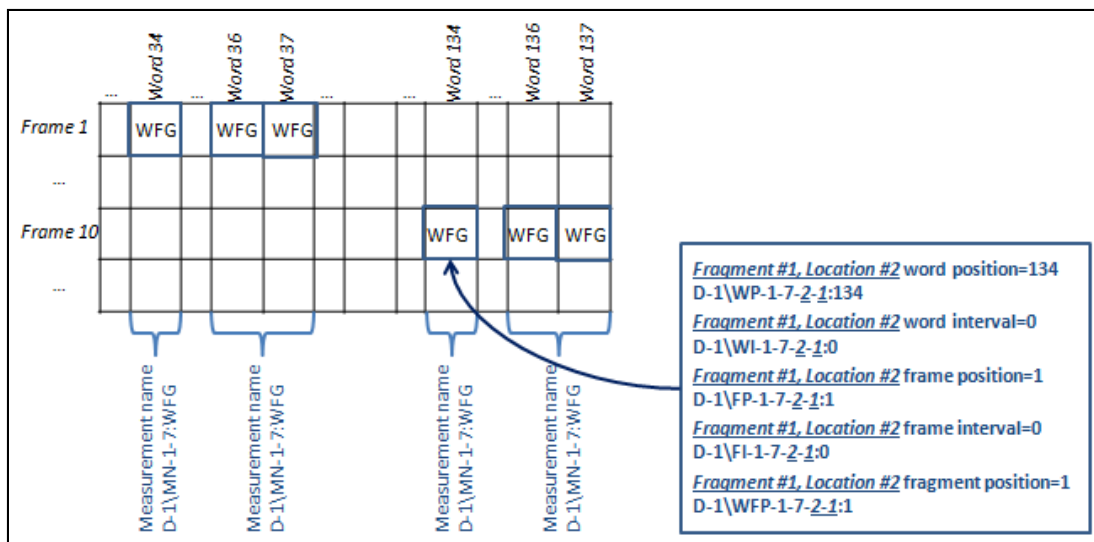 ... Word 34 ... Word 36 Word 37 ... ... Word 134 ... Word 136 Word 137
Frame 1 WFG WFG WFG
...
Frame 10 WFG WFG WFG
...
Measurement name
D-1\MN-1-7:WFG
Measurement name
D-1\MN-1-7:WFG
Measurement name
D-1\MN-1-7:WFG
Measurement name
D-1\MN-1-7:WFG
Fragment #1, Location #2 word position=134
D-1\WP-1-7-2-1:134
Fragment #1, Location #2 word interval=0
D-1\WI-1-7-2-1:0
Fragment #1, Location #2 frame position=1
D-1\FP-1-7-2-1:1
Fragment #1, Location #2 frame interval=0
D-1\FI-1-7-2-1:0
Fragment #1, Location #2 fragment position=1
D-1\WFP-1-7-2-1:1